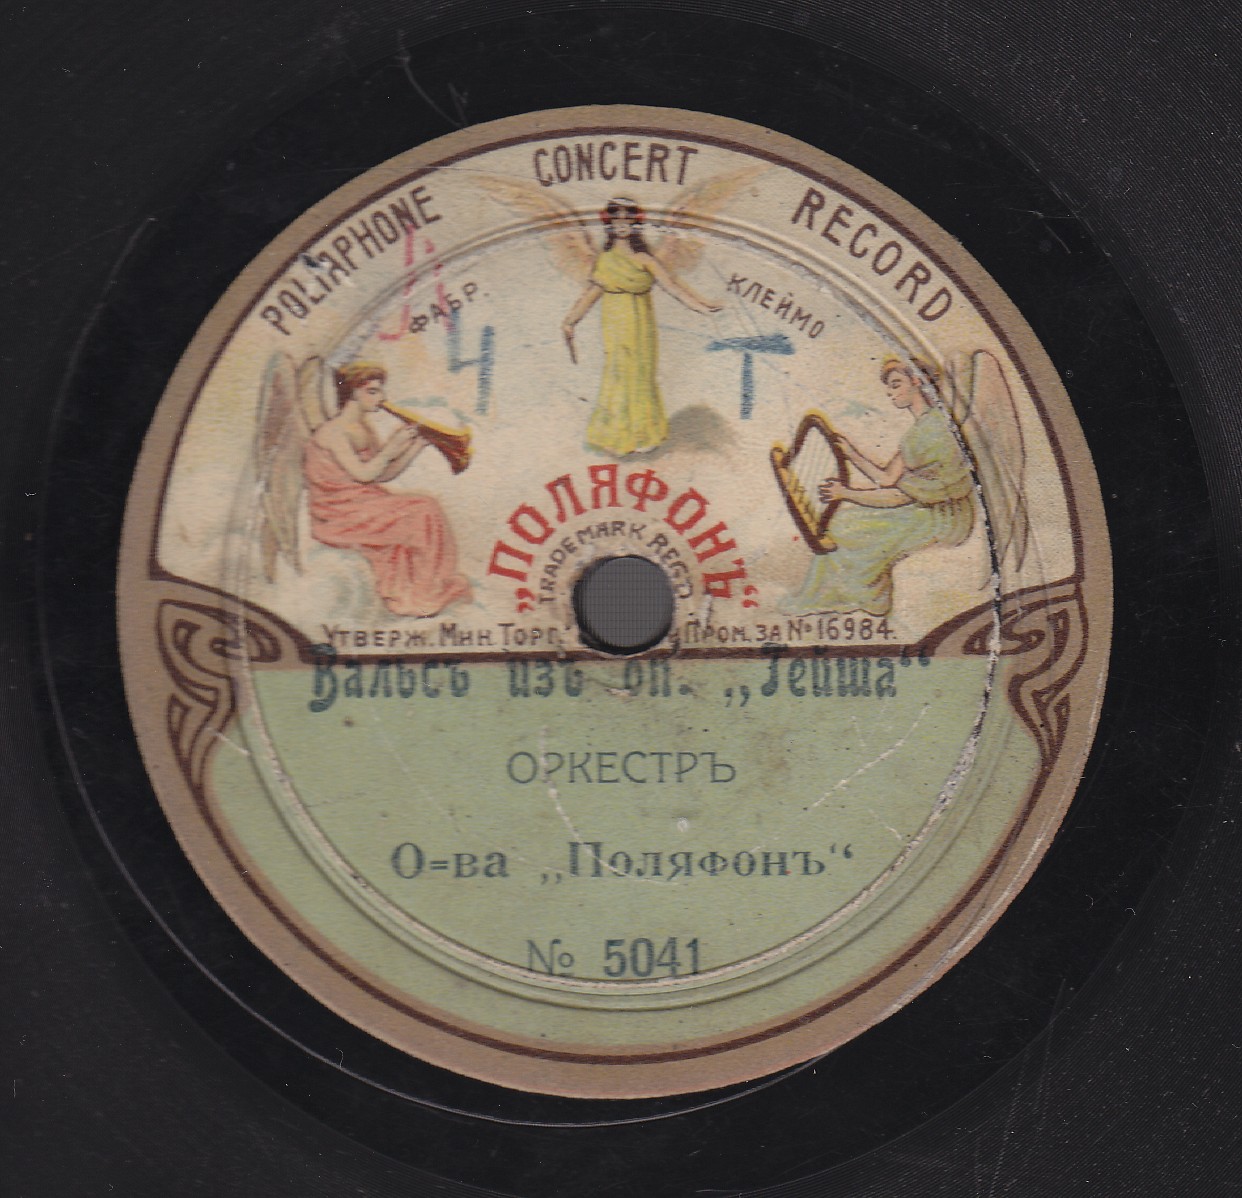 POLIAPHONE CONCERT RECORD
ФАБР. КЛЕЙМО
Ч Т
„ПОЛЯФОНЪ“
TRADEMARK REGD
УТВЕРЖ. МИН. ТОРГ. ПРОМ. ЗА № 16984.
Вальсъ изъ оп. „Гейша“
ОРКЕСТРЪ
О=ва „Поляфонъ“
№ 5041